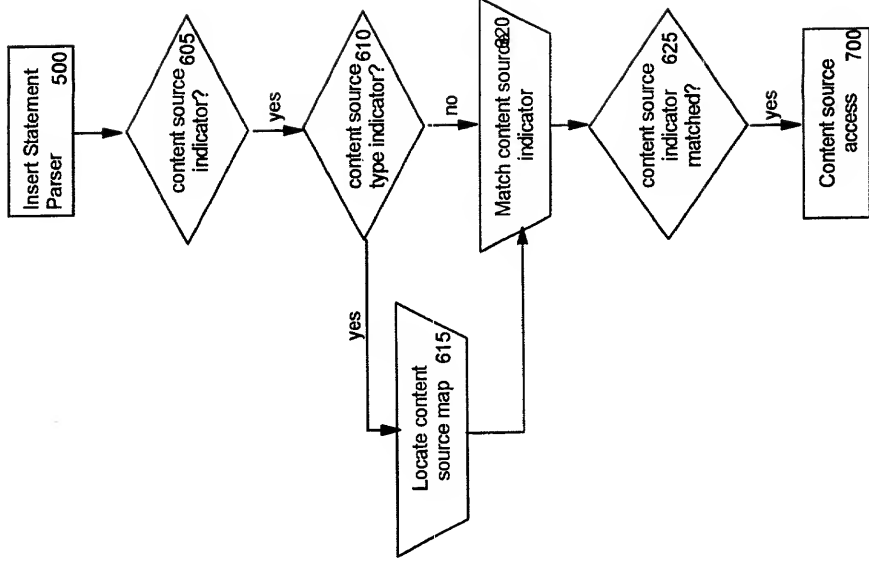 Insert Statement
Parser 500
content source 605
indicator?
yes
content source 610
type indicator?
yes
no
Locate content
source map 615
Match content source 620
indicator
content source 625
indicator
matched?
yes
Content source
access 700